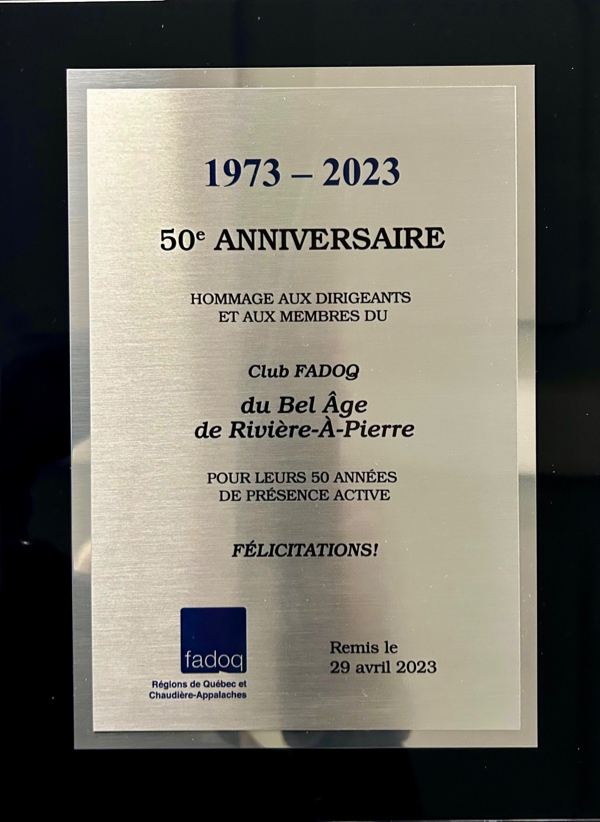 1973 – 2023
50e ANNIVERSAIRE
HOMMAGE AUX DIRIGEANTS
ET AUX MEMBRES DU
Club FADOQ
du Bel Âge
de Rivière-À-Pierre
POUR LEURS 50 ANNÉES
DE PRÉSENCE ACTIVE
FÉLICITATIONS!
fadoq
Régions de Québec et
Chaudière-Appalaches
Remis le
29 avril 2023